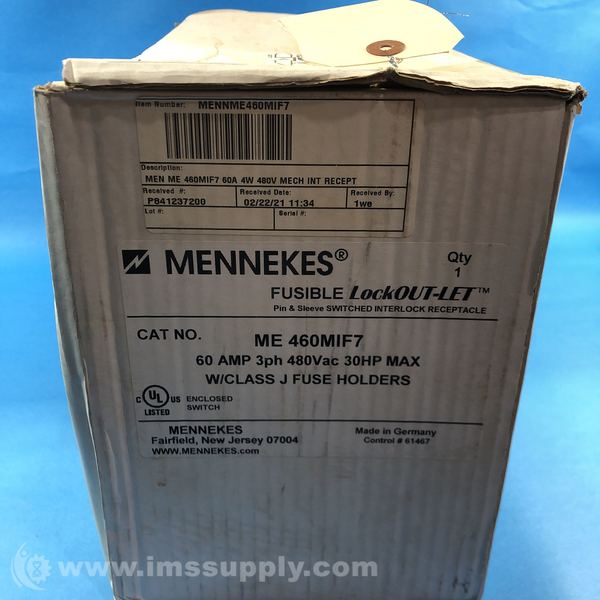 Item Number: MENNME460MIF7
Description:
MEN ME 460MIF7 60A 4W 480V MECH INT RECEPT
Received #: Received Date: Received By:
P841237200 02/22/21 11:34 1we
Lot #: Serial #:
MENNEKES® Qty
1
FUSIBLE LockOUT-LET™
Pin & Sleeve SWITCHED INTERLOCK RECEPTACLE
CAT NO. ME 460MIF7
60 AMP 3ph 480Vac 30HP MAX
W/CLASS J FUSE HOLDERS
C UL US ENCLOSED
LISTED SWITCH
MENNEKES Made in Germany
Fairfield, New Jersey 07004 Control # 61467
WWW.MENNEKES.com
www.imssupply.com